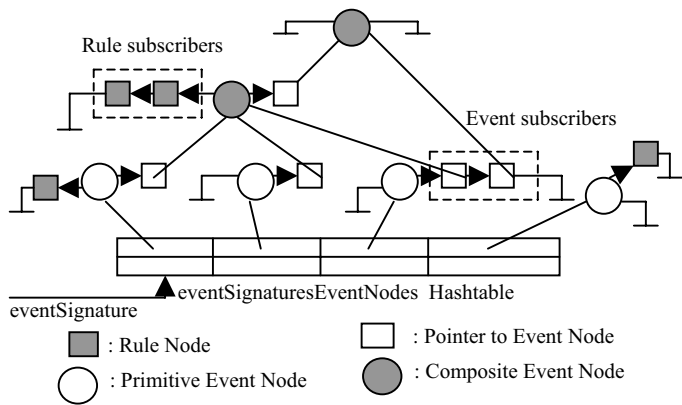 Rule subscribers
Event subscribers
eventSignaturesEventNodes Hashtable
eventSignature
: Rule Node
: Pointer to Event Node
: Primitive Event Node
: Composite Event Node